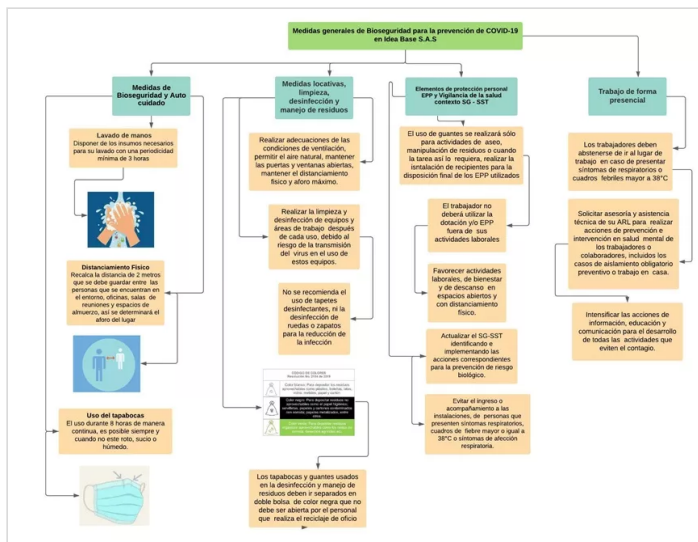 Medidas generales de Bioseguridad para la prevención de COVID-19
en Idea Base S.A.S
Medidas de
Bioseguridad y Auto
cuidado
Lavado de manos
Disponer de los insumos necesarios
para su lavado con una periodicidad
mínima de 3 horas
Distanciamiento Físico
Recalca la distancia de 2 metros
que se debe guardar entre las
personas que se encuentran en
el entorno, oficinas, salas de
reuniones y espacios de
almuerzo, así se determinará el
aforo del lugar
Uso del tapabocas
El uso durante 8 horas de manera
continua, es posible siempre y
cuando no este roto, sucio o
húmedo.
Medidas locativas,
limpieza,
desinfección y
manejo de residuos
Realizar adecuaciones de las
condiciones de ventilación,
permitir el aire natural, mantener
las puertas y ventanas abiertas,
mantener el distanciamiento
físico y aforo máximo.
Realizar la limpieza y
desinfección de equipos y
áreas de trabajo después
de cada uso, debido al
riesgo de la transmisión
del virus en el uso de
estos equipos.
No se recomienda el
uso de tapetes
desinfectantes, ni la
desinfección de
ruedas o zapatos
para la reducción de
la infección
CÓDIGO DE COLORES
Los tapabocas y guantes usados
en la desinfección y manejo de
residuos deben ir separados en
doble bolsa de color negra que no
debe ser abierta por el personal
que realiza el reciclaje de oficio
Elementos de protección personal
EPP y Vigilancia de la salud
contexto SG - SST
El uso de guantes se realizará sólo
para actividades de aseo,
manipulación de residuos o cuando
la tarea así lo requiera, realizar la
isntalación de recipientes para la
disposición final de los EPP utilizados
El trabajador no
deberá utilizar la
dotación y/o EPP
fuera de sus
actividades laborales
Favorecer actividades
laborales, de bienestar
y de descanso en
espacios abiertos y
con distanciamiento
físico.
Actualizar el SG-SST
identificando e
implementando las
acciones correspondientes
para la prevención de riesgo
biológico.
Evitar el ingreso o
acompañamiento a las
instalaciones, de personas que
presenten síntomas respiratorios,
cuadros de fiebre mayor o igual a
38°C o síntomas de afección
respiratoria.
Trabajo de forma
presencial
Los trabajadores deben
abstenerse de ir al lugar de
trabajo en caso de presentar
síntomas de respiratorios o
cuadros febriles mayor a 38°C
Solicitar asesoría y asistencia
técnica de su ARL para realizar
acciones de prevención e
intervención en salud mental de
los trabajadores o
colaboradores, incluidos los
casos de aislamiento obligatorio
preventivo o trabajo en casa.
Intensificar las acciones de
información, educación y
comunicación para el desarrollo
de todas las actividades que
eviten el contagio.